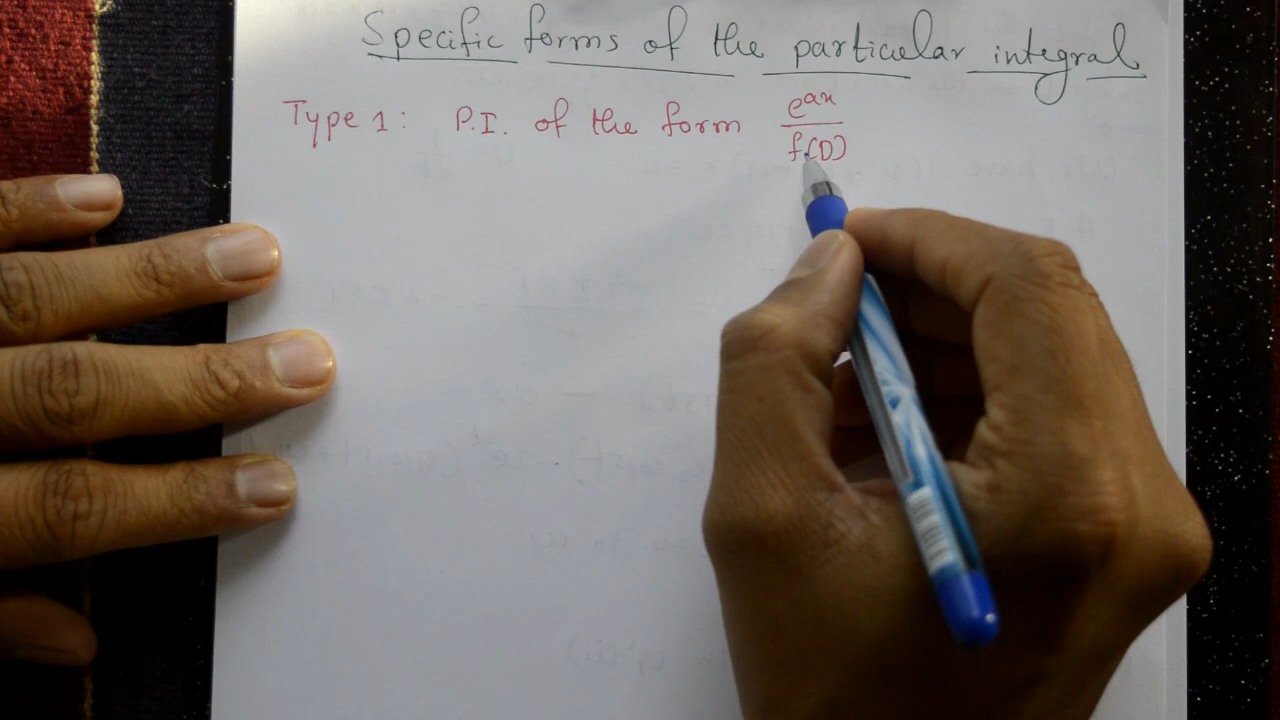 Specific forms of the particular integral
Type 1: P.I. of the form e^{ax}/f(D)